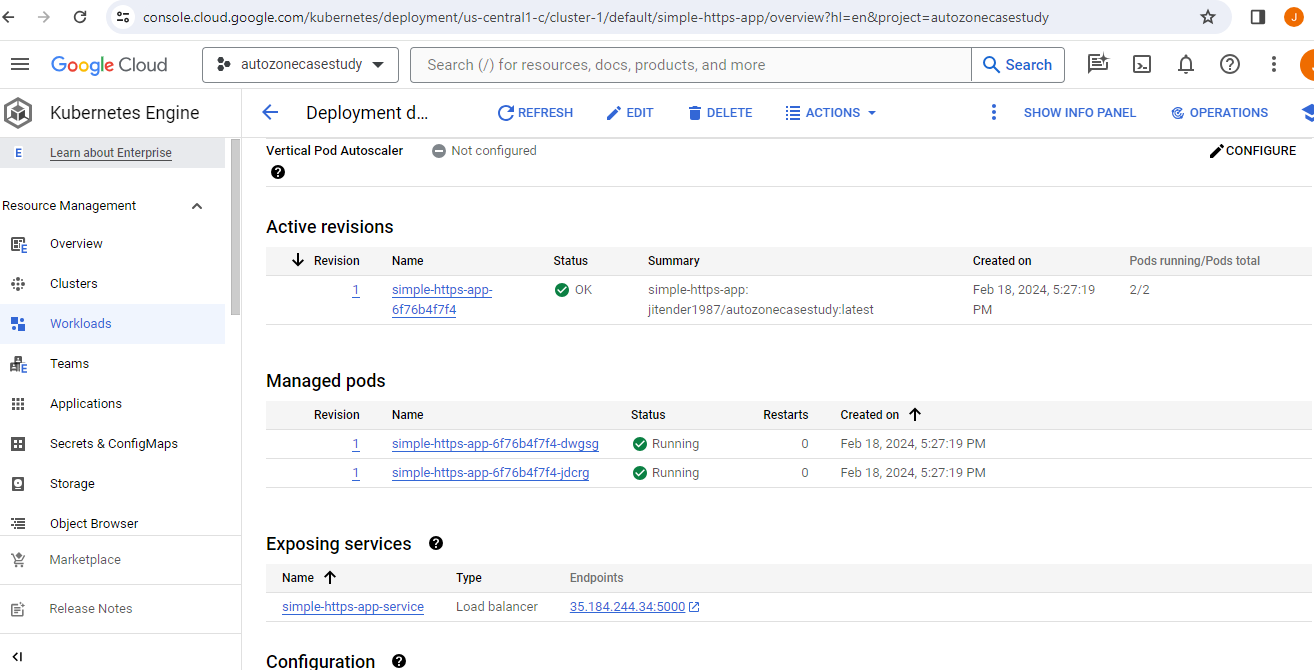 console.cloud.google.com/kubernetes/deployment/us-central1-c/cluster-1/default/simple-https-app/overview?hl=en&project=autozonecasestudy
J
Google Cloud
autozonecasestudy
Search (/) for resources, docs, products, and more
Search
Kubernetes Engine
Deployment d...
REFRESH
EDIT
DELETE
ACTIONS
SHOW INFO PANEL
OPERATIONS
E
Learn about Enterprise
Resource Management
Overview
Clusters
Workloads
Teams
Applications
Secrets & ConfigMaps
Storage
Object Browser
Marketplace
Release Notes
Vertical Pod Autoscaler
Not configured
CONFIGURE
Active revisions
Revision Name Status Summary Created on Pods running/Pods total
1 simple-https-app- OK simple-https-app: Feb 18, 2024, 5:27:19 2/2
6f76b4f7f4 jitender1987/autozonecasestudy:latest PM
Managed pods
Revision Name Status Restarts Created on
1 simple-https-app-6f76b4f7f4-dwgsg Running 0 Feb 18, 2024, 5:27:19 PM
1 simple-https-app-6f76b4f7f4-jdcrg Running 0 Feb 18, 2024, 5:27:19 PM
Exposing services
Name Type Endpoints
simple-https-app-service Load balancer 35.184.244.34:5000
Configuration